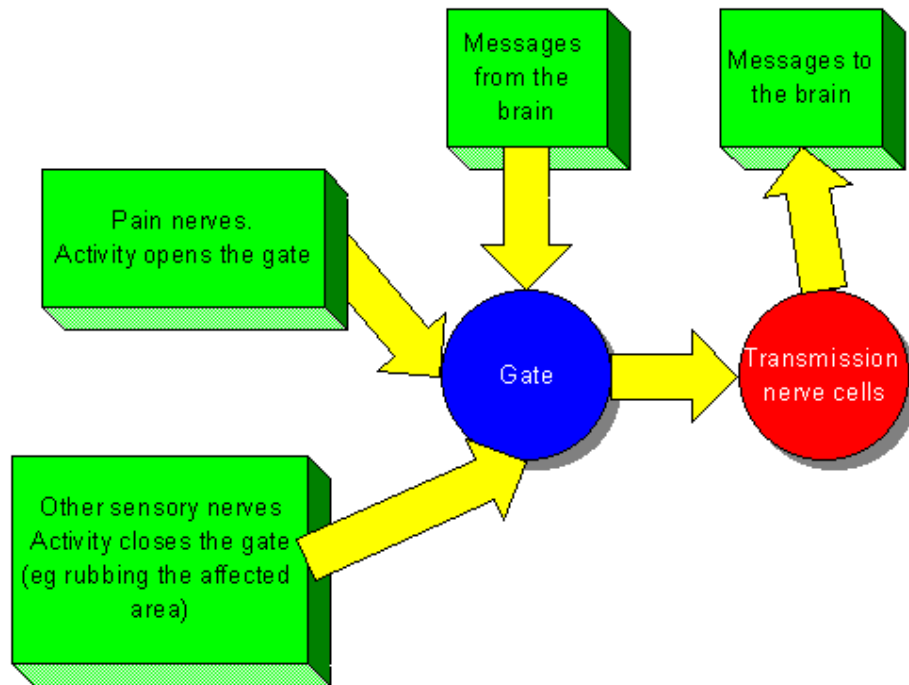 Messages
from the
brain
Messages to
the brain
Pain nerves.
Activity opens the gate
Gate
Transmission
nerve cells
Other sensory nerves
Activity closes the gate
(eg rubbing the affected
area)